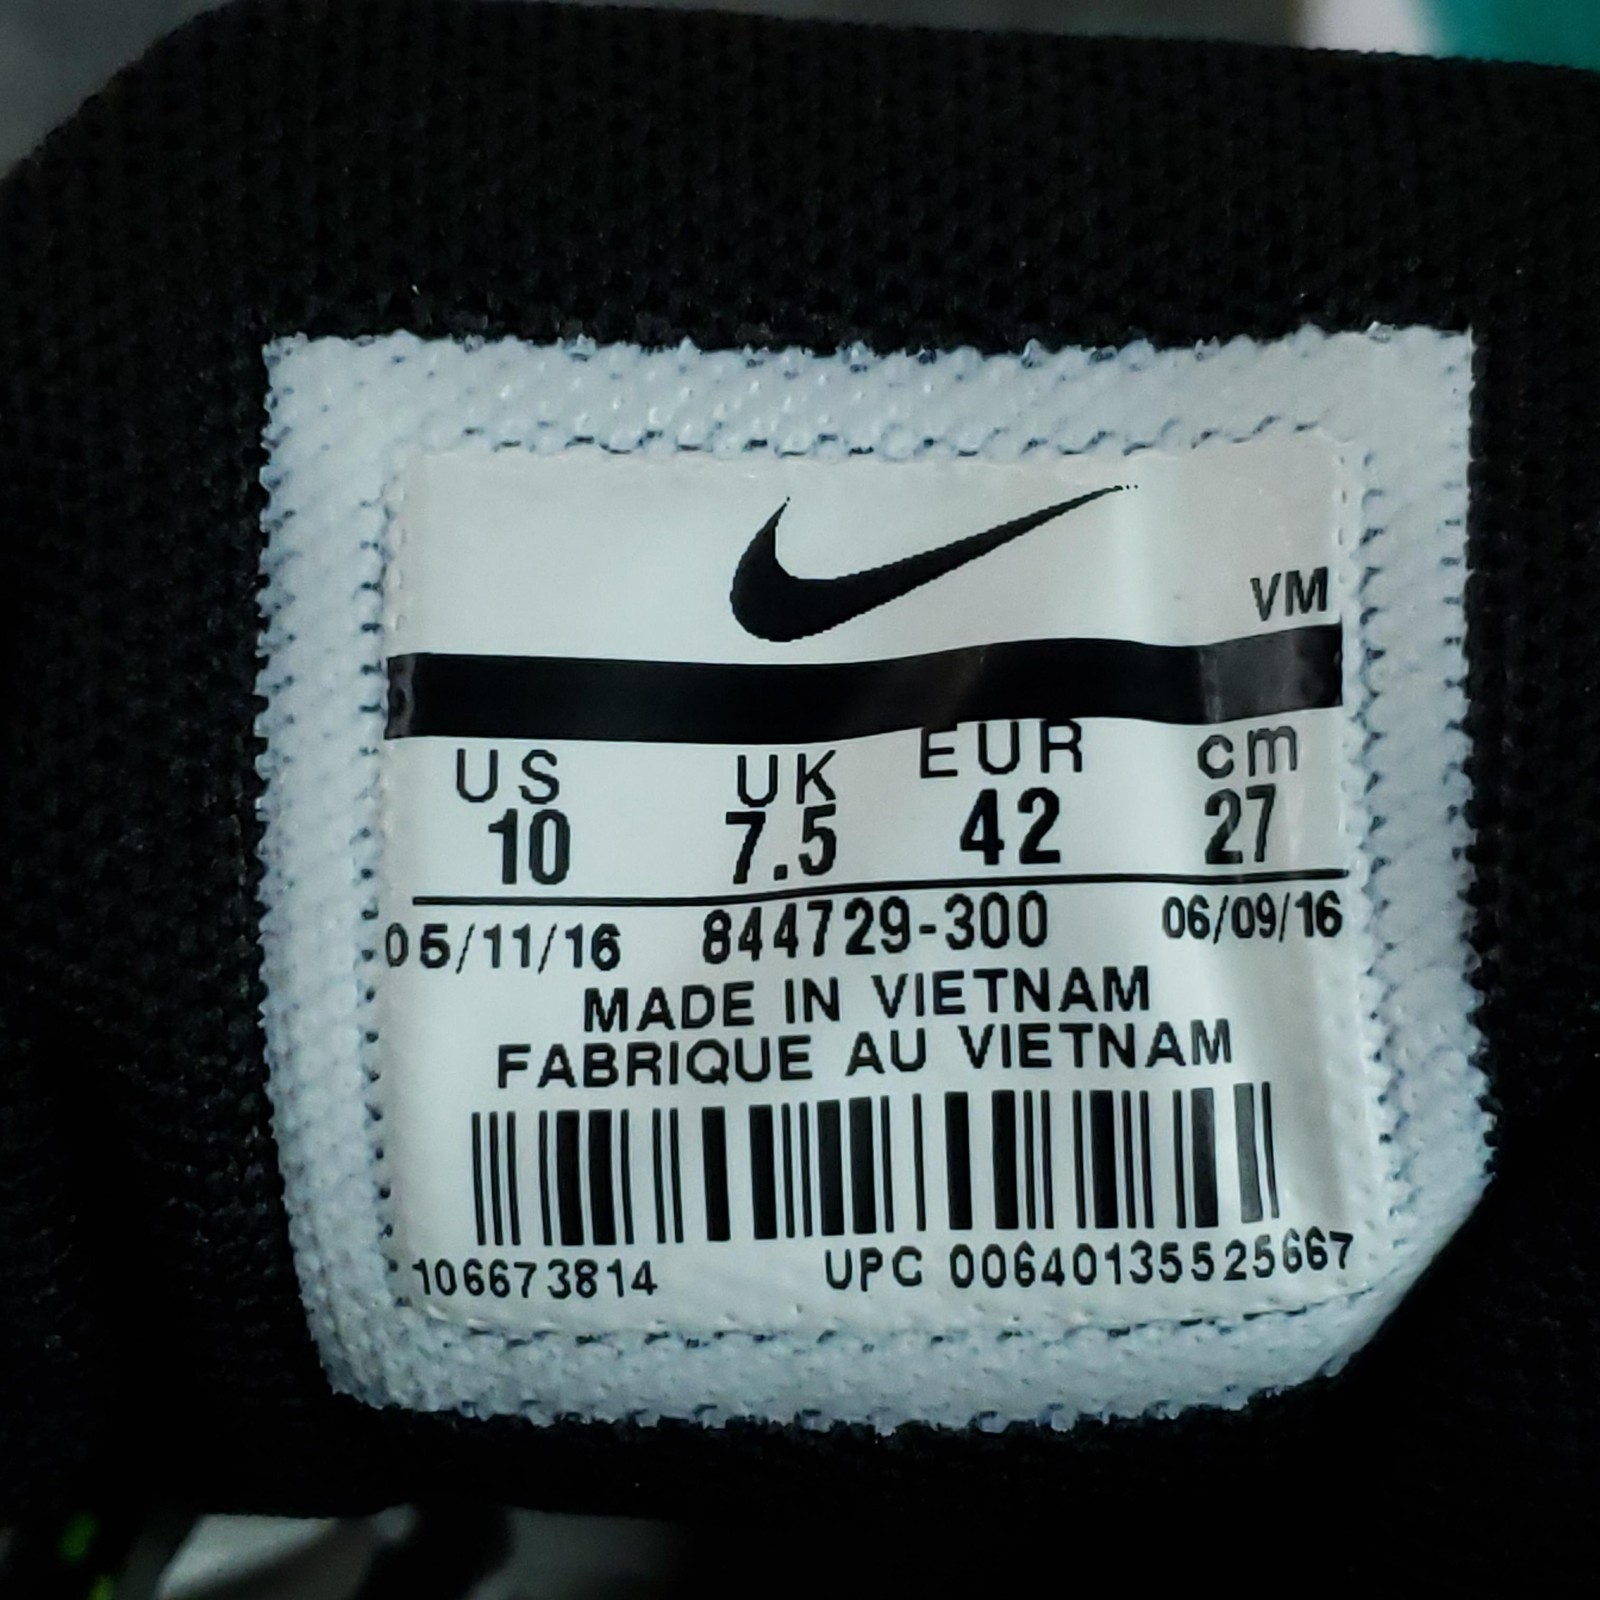 VM
US UK EUR cm
10 7.5 42 27
05/11/16 844729-300 06/09/16
MADE IN VIETNAM
FABRIQUE AU VIETNAM
106673814 UPC 00640135525667